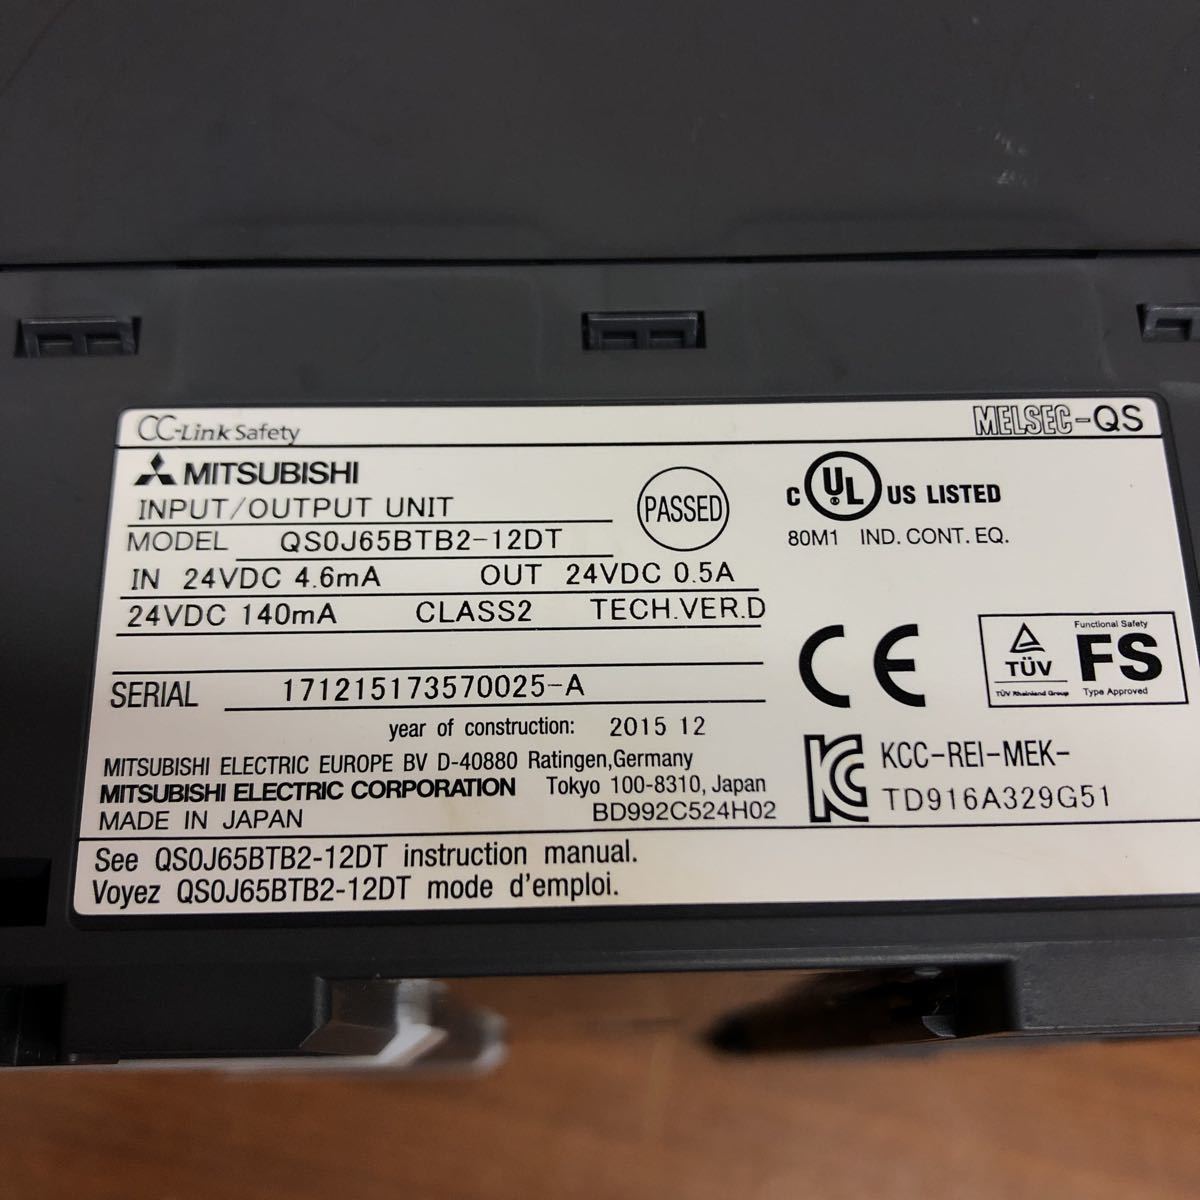 CC-Link Safety
MELSEC-QS
MITSUBISHI
INPUT/OUTPUT UNIT
MODEL QS0J65BTB2-12DT
IN 24VDC 4.6mA OUT 24VDC 0.5A
24VDC 140mA CLASS2 TECH.VER.D
PASSED
C UL US LISTED
80M1 IND. CONT. EQ.
SERIAL 171215173570025-A
year of construction: 2015 12
CE
TÜV
TÜV Rheinland Group
Functional Safety
FS
Type Approved
MITSUBISHI ELECTRIC EUROPE BV D-40880 Ratingen,Germany
MITSUBISHI ELECTRIC CORPORATION Tokyo 100-8310, Japan
MADE IN JAPAN BD992C524H02
KC KCC-REI-MEK-
TD916A329G51
See QS0J65BTB2-12DT instruction manual.
Voyez QS0J65BTB2-12DT mode d'emploi.